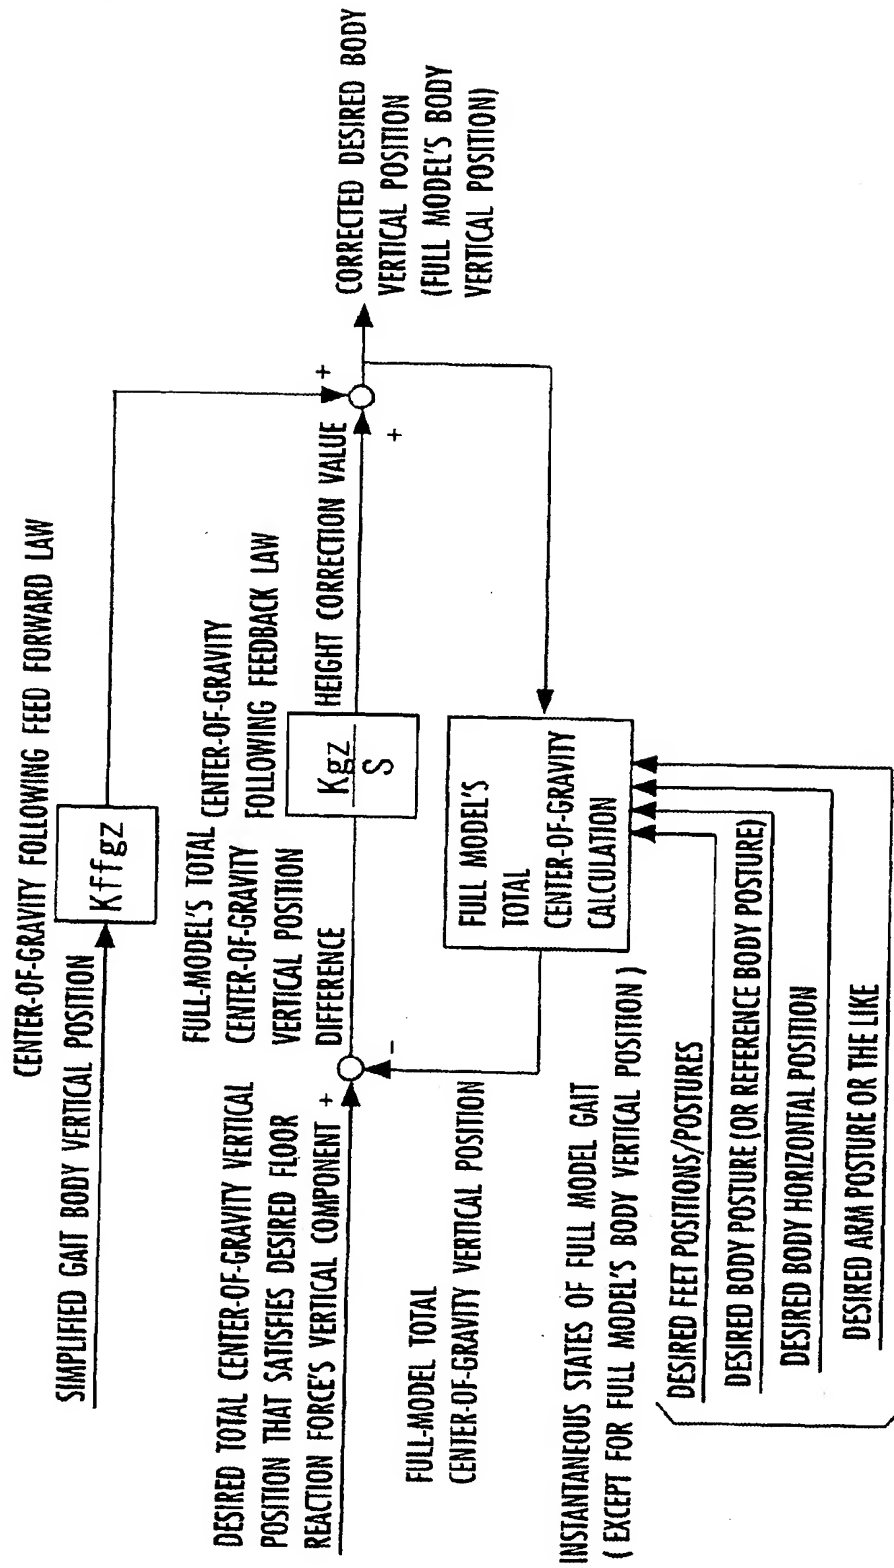 CENTER-OF-GRAVITY FOLLOWING FEED FORWARD LAW
SIMPLIFIED GAIT BODY VERTICAL POSITION
Kffgz
FULL-MODEL'S TOTAL
CENTER-OF-GRAVITY
VERTICAL POSITION
DIFFERENCE
CENTER-OF-GRAVITY
FOLLOWING FEEDBACK LAW
DESIRED TOTAL CENTER-OF-GRAVITY VERTICAL
POSITION THAT SATISFIES DESIRED FLOOR
REACTION FORCE'S VERTICAL COMPONENT
+
-
Kgz
S
HEIGHT CORRECTION VALUE
+
+
CORRECTED DESIRED BODY
VERTICAL POSITION
(FULL MODEL'S BODY
VERTICAL POSITION)
FULL-MODEL TOTAL
CENTER-OF-GRAVITY VERTICAL POSITION
FULL MODEL'S
TOTAL
CENTER-OF-GRAVITY
CALCULATION
INSTANTANEOUS STATES OF FULL MODEL GAIT
( EXCEPT FOR FULL MODEL'S BODY VERTICAL POSITION )
DESIRED FEET POSITIONS/POSTURES
DESIRED BODY POSTURE (OR REFERENCE BODY POSTURE)
DESIRED BODY HORIZONTAL POSITION
DESIRED ARM POSTURE OR THE LIKE